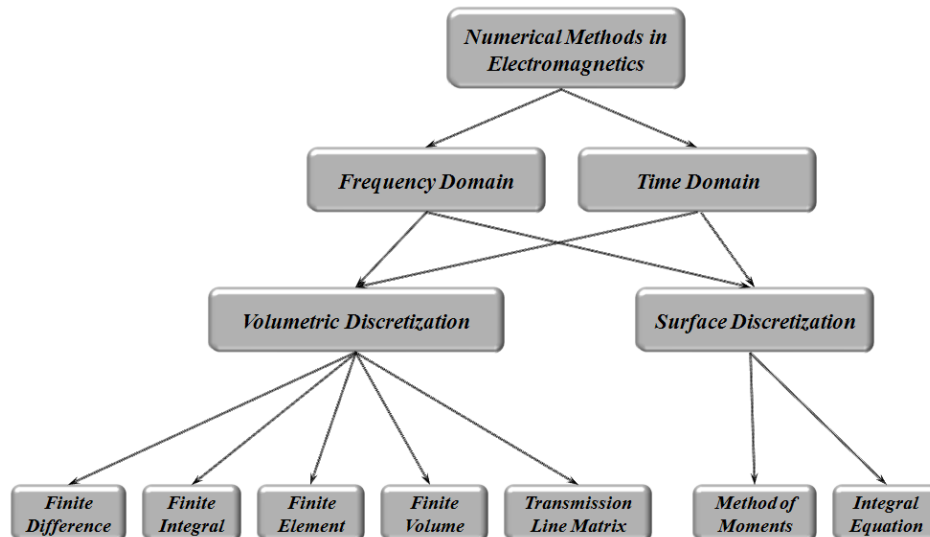 Numerical Methods in
Electromagnetics
Frequency Domain
Time Domain
Volumetric Discretization
Surface Discretization
Finite
Difference
Finite
Integral
Finite
Element
Finite
Volume
Transmission
Line Matrix
Method of
Moments
Integral
Equation